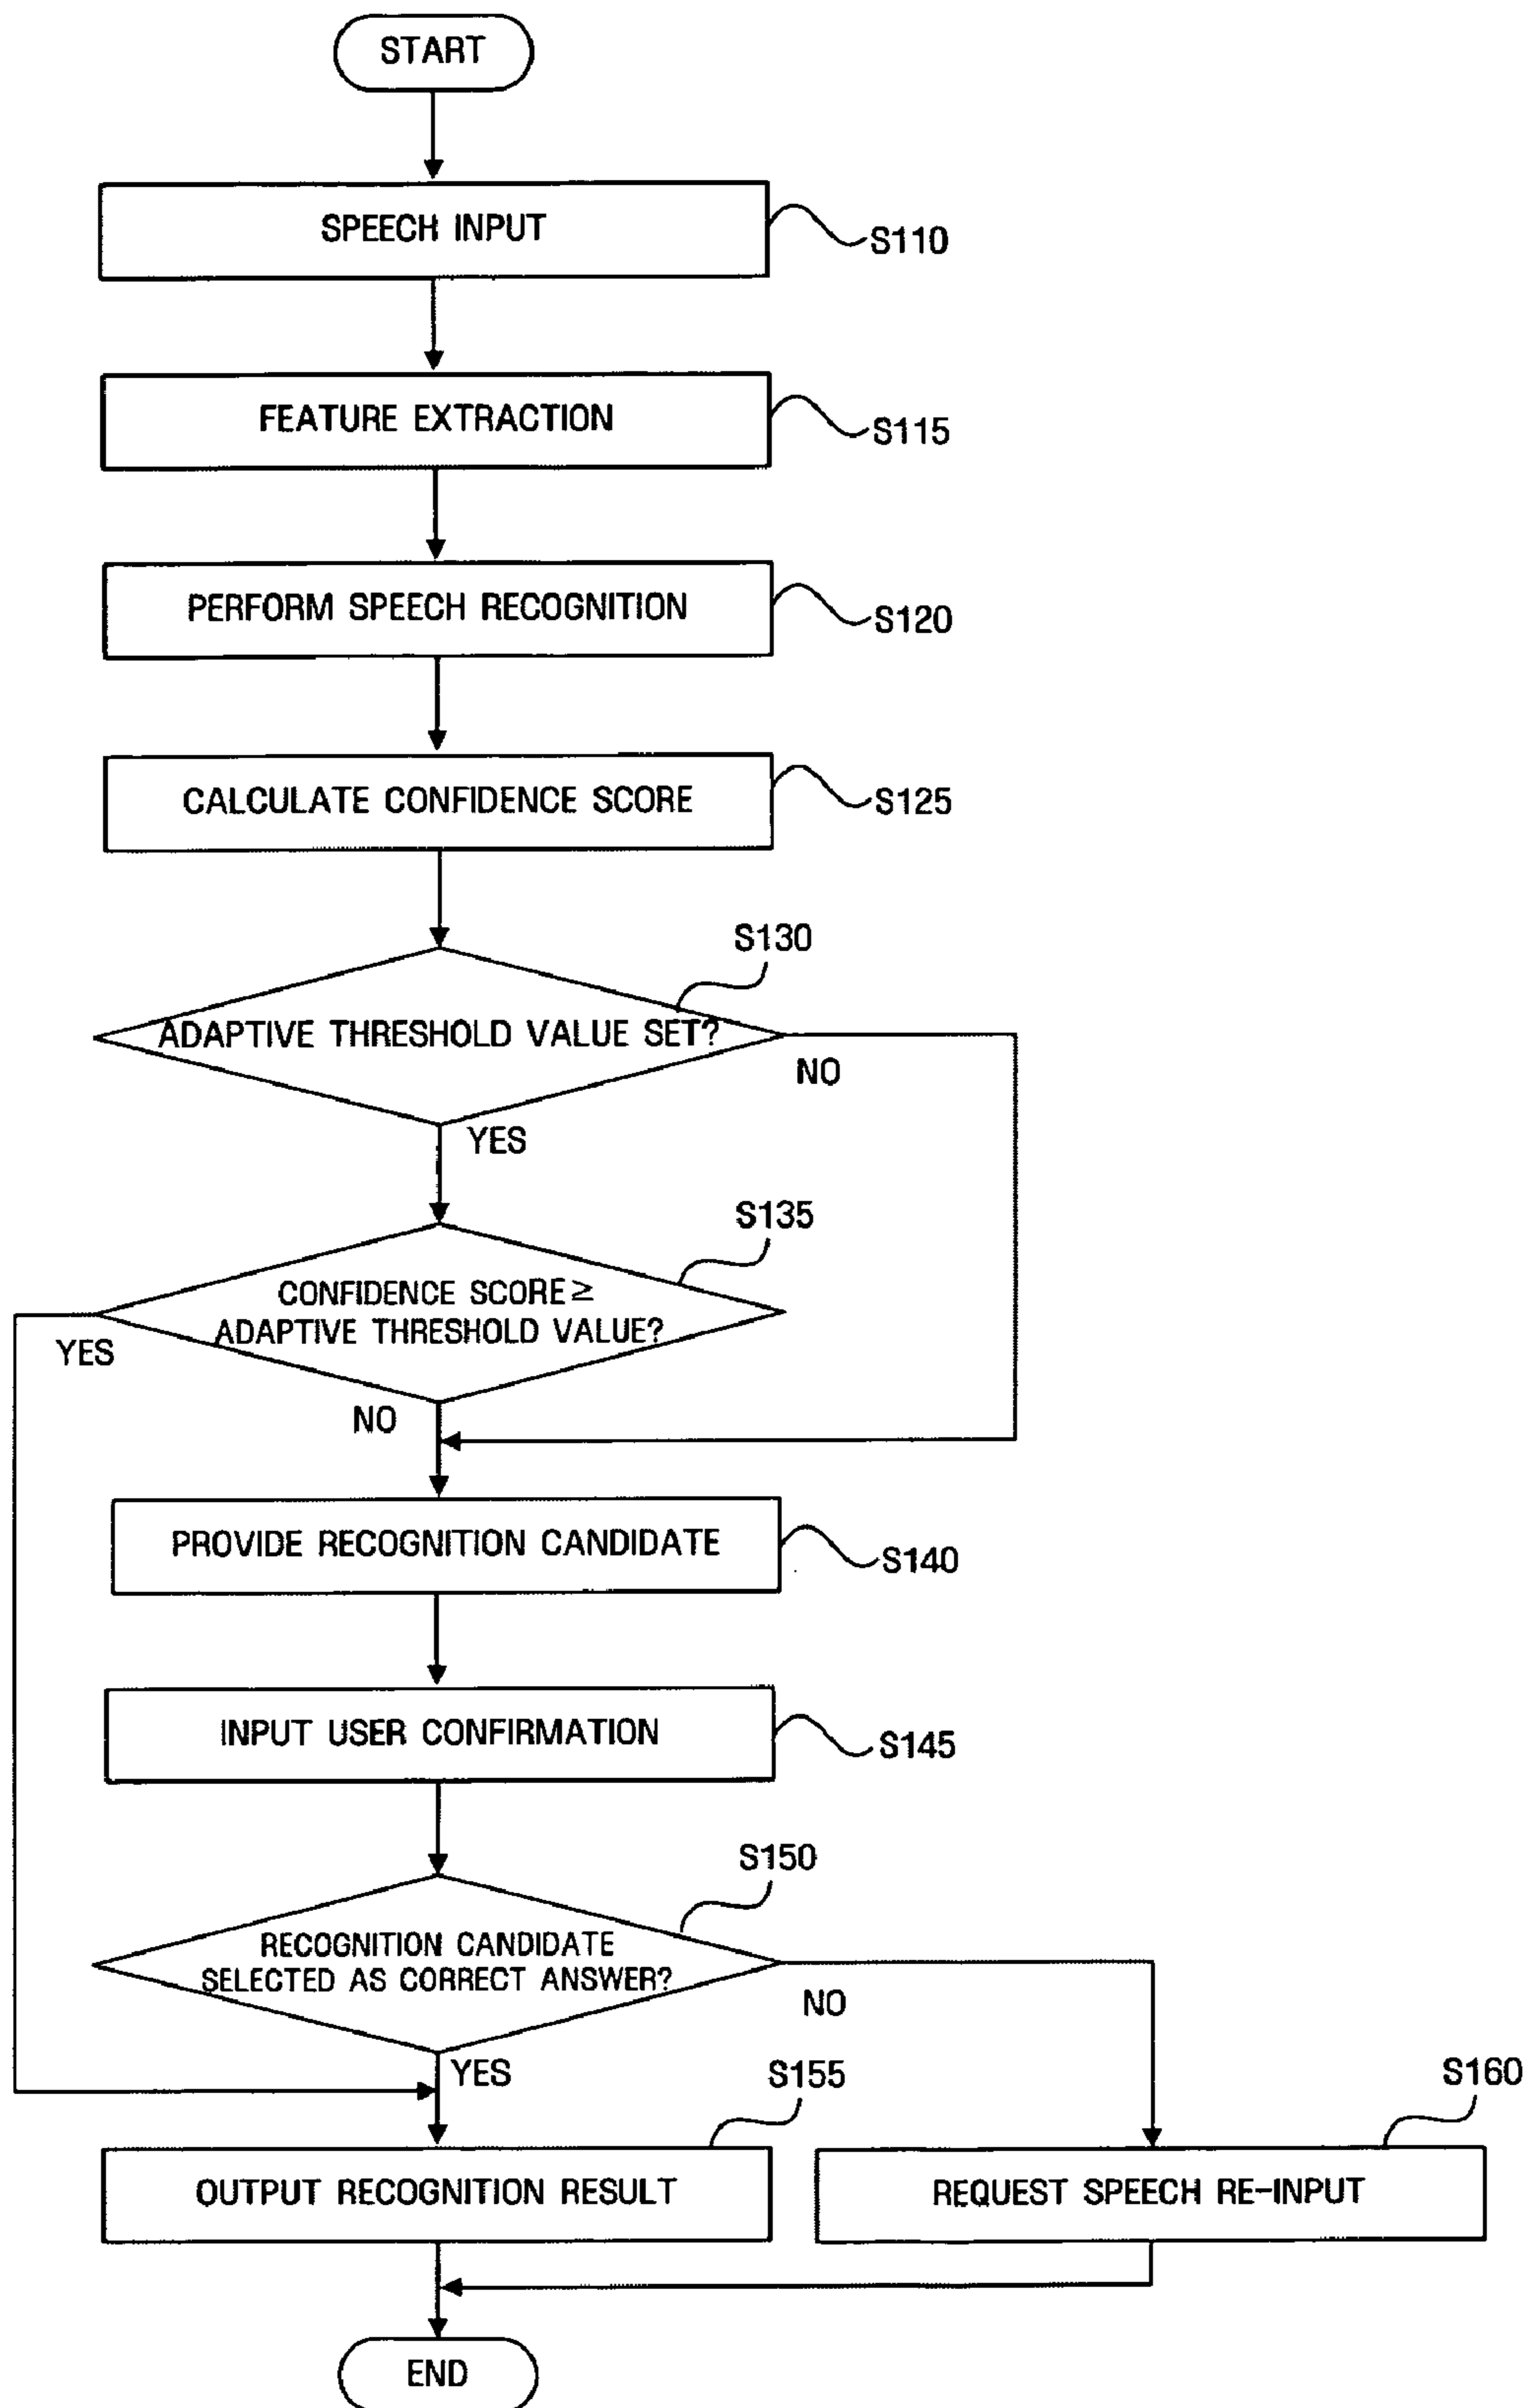 START
SPEECH INPUT
S110
FEATURE EXTRACTION
S115
PERFORM SPEECH RECOGNITION
S120
CALCULATE CONFIDENCE SCORE
S125
S130
ADAPTIVE THRESHOLD VALUE SET?
NO
YES
S135
CONFIDENCE SCORE ≥
ADAPTIVE THRESHOLD VALUE?
YES
NO
PROVIDE RECOGNITION CANDIDATE
S140
INPUT USER CONFIRMATION
S145
S150
RECOGNITION CANDIDATE
SELECTED AS CORRECT ANSWER?
NO
YES
S155
S160
OUTPUT RECOGNITION RESULT
REQUEST SPEECH RE-INPUT
END